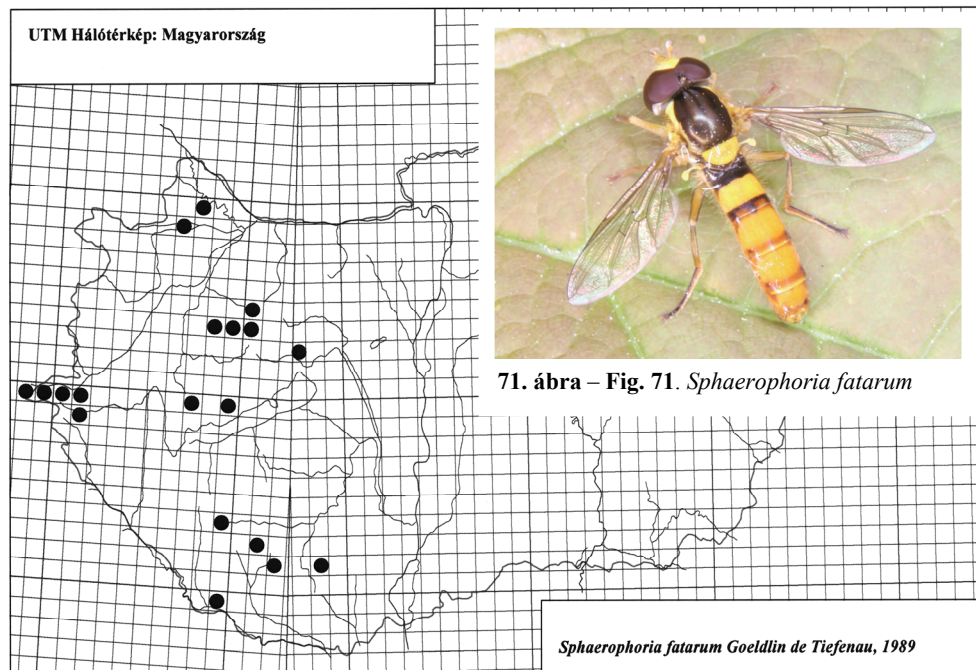 UTM Hálótérkép: Magyarország
71. ábra – Fig. 71. Sphaerophoria fatarum
Sphaerophoria fatarum Goeldlin de Tiefenau, 1989